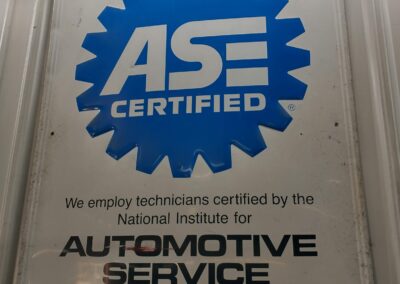 ASE
CERTIFIED
®
We employ technicians certified by the
National Institute for
AUTOMOTIVE
SERVICE